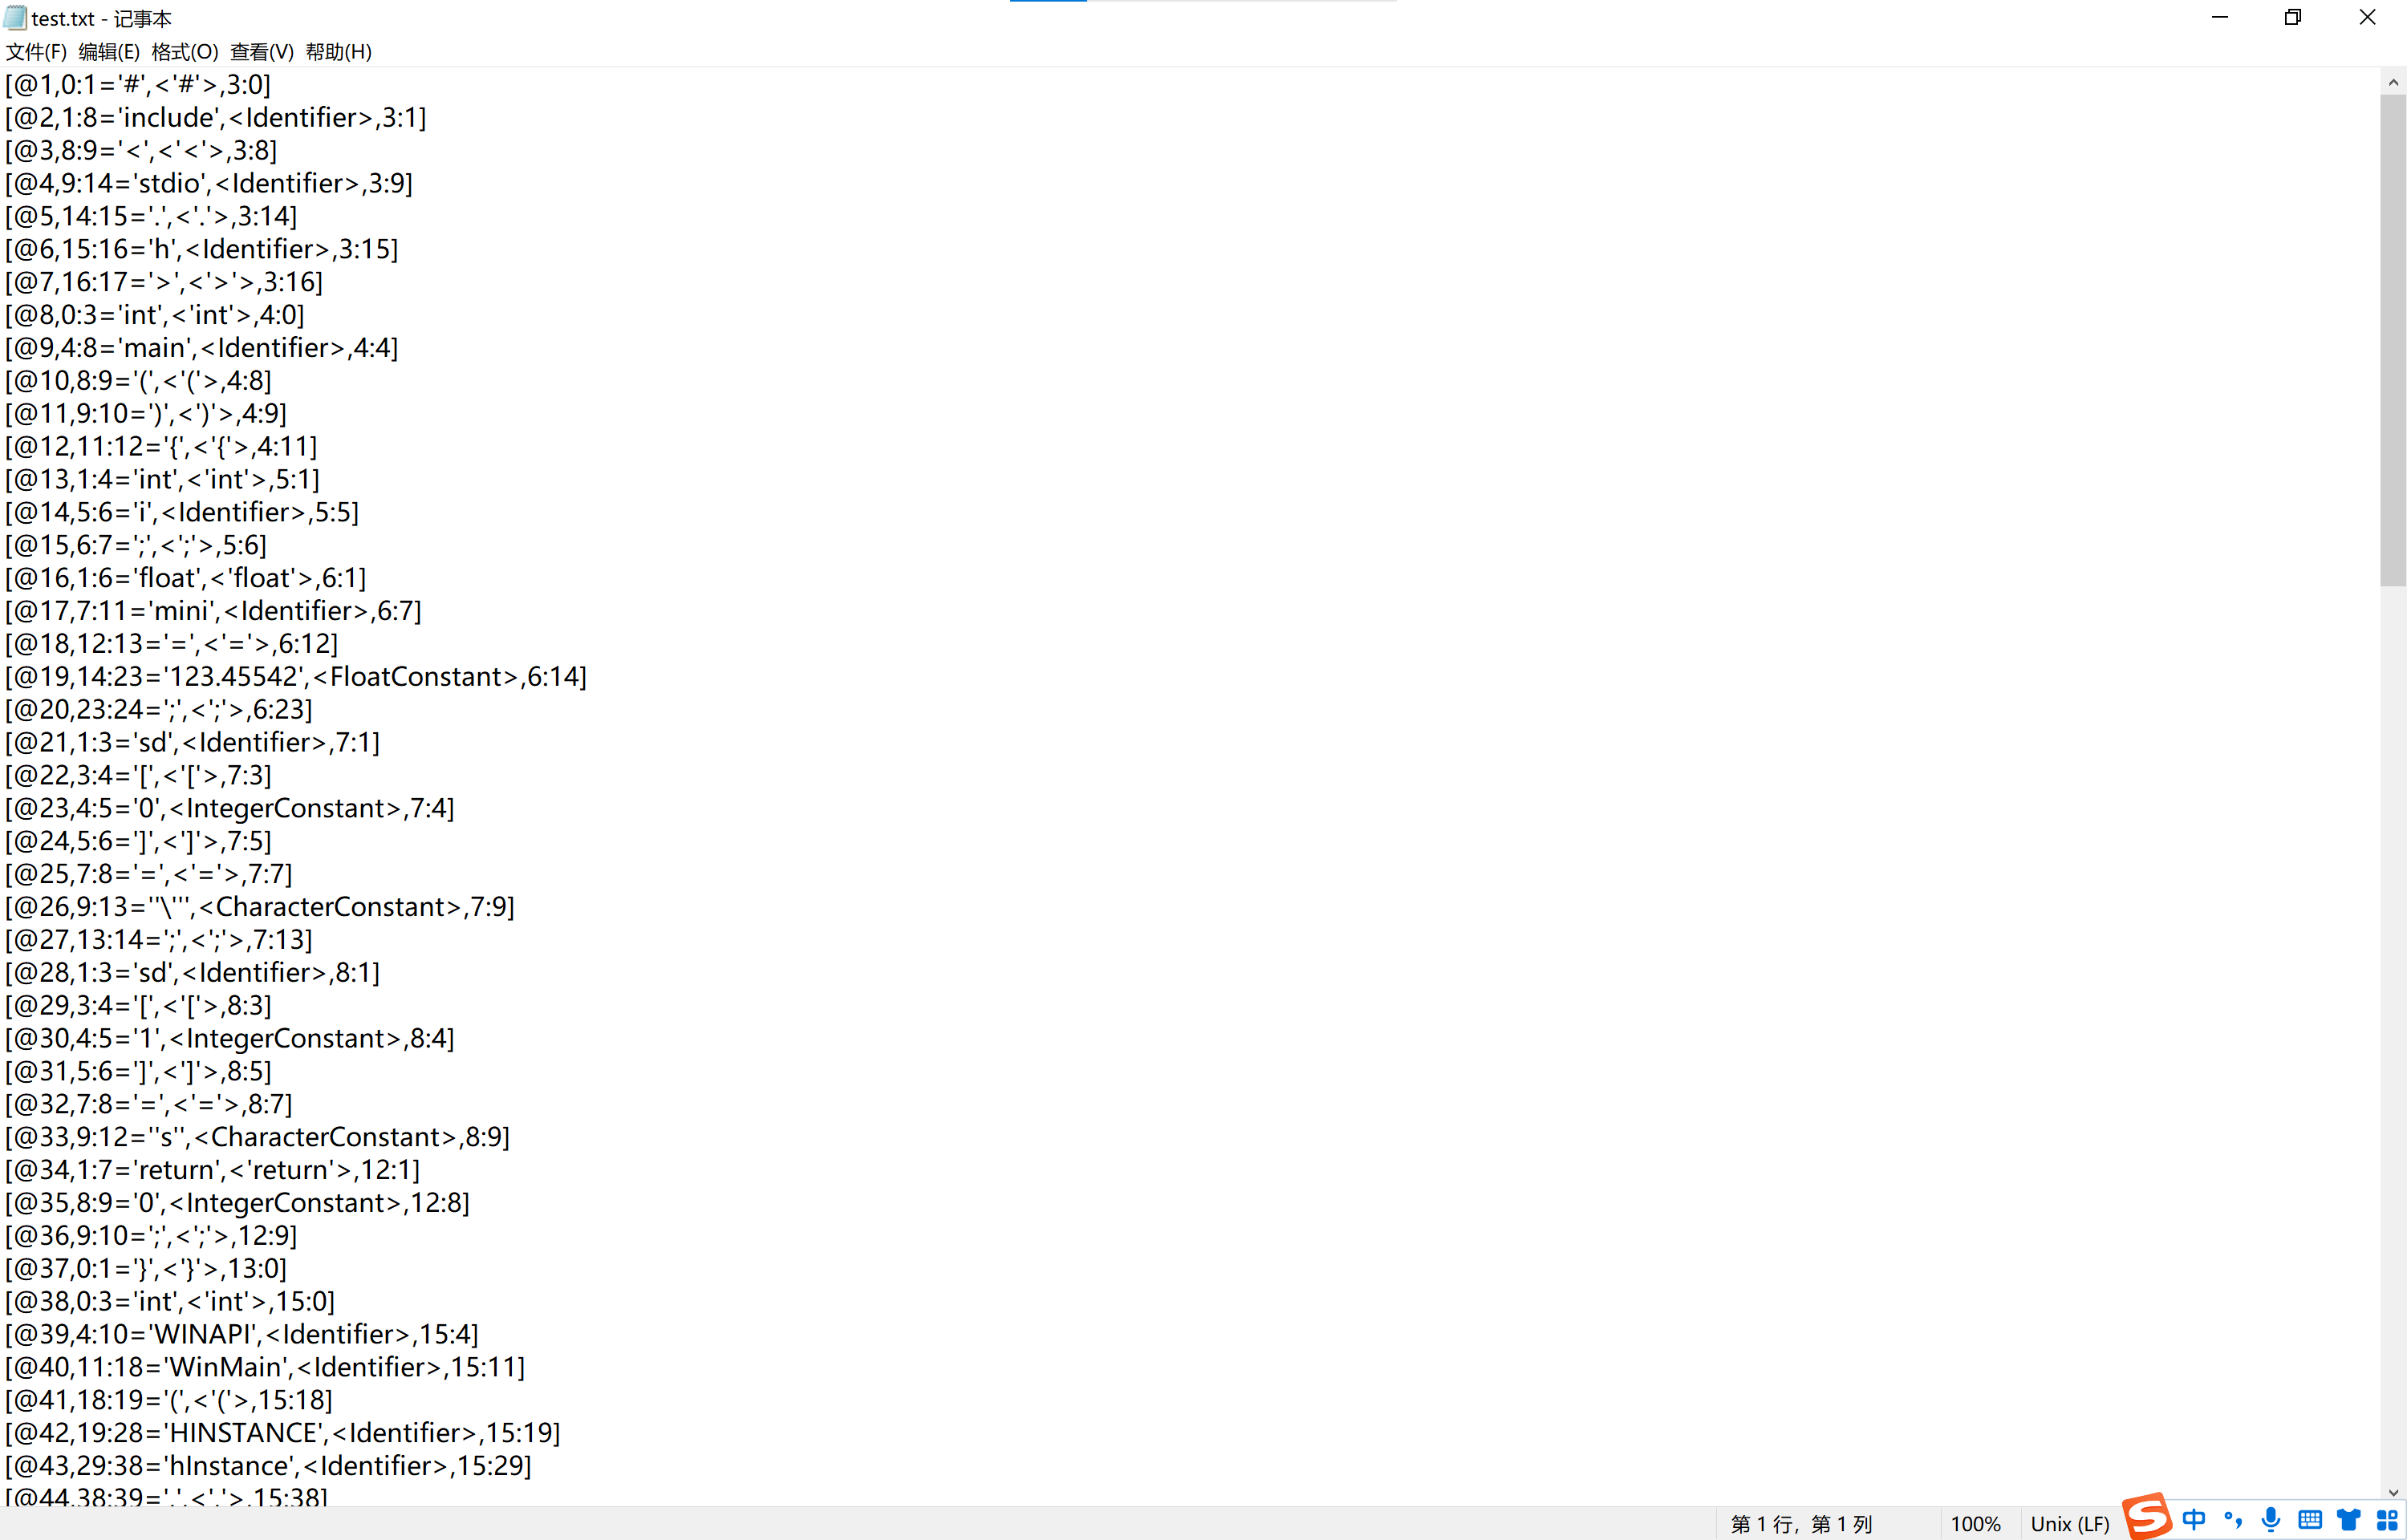 test.txt - 记事本
文件(F) 编辑(E) 格式(O) 查看(V) 帮助(H)
[@1,0:1='#',<'#'>,3:0]
[@2,1:8='include',<Identifier>,3:1]
[@3,8:9='<',<'<'>,3:8]
[@4,9:14='stdio',<Identifier>,3:9]
[@5,14:15='.',<'.'>,3:14]
[@6,15:16='h',<Identifier>,3:15]
[@7,16:17='>',<'>'>,3:16]
[@8,0:3='int',<'int'>,4:0]
[@9,4:8='main',<Identifier>,4:4]
[@10,8:9='(',<'('>,4:8]
[@11,9:10=')',<')'>,4:9]
[@12,11:12='{',<'{'>,4:11]
[@13,1:4='int',<'int'>,5:1]
[@14,5:6='i',<Identifier>,5:5]
[@15,6:7=';',<';'>,5:6]
[@16,1:6='float',<'float'>,6:1]
[@17,7:11='mini',<Identifier>,6:7]
[@18,12:13='=',<'='>,6:12]
[@19,14:23='123.45542',<FloatConstant>,6:14]
[@20,23:24=';',<';'>,6:23]
[@21,1:3='sd',<Identifier>,7:1]
[@22,3:4='[',<'['>,7:3]
[@23,4:5='0',<IntegerConstant>,7:4]
[@24,5:6=']',<']'>,7:5]
[@25,7:8='=',<'='>,7:7]
[@26,9:13=''\''',<CharacterConstant>,7:9]
[@27,13:14=';',<';'>,7:13]
[@28,1:3='sd',<Identifier>,8:1]
[@29,3:4='[',<'['>,8:3]
[@30,4:5='1',<IntegerConstant>,8:4]
[@31,5:6=']',<']'>,8:5]
[@32,7:8='=',<'='>,8:7]
[@33,9:12=''s'',<CharacterConstant>,8:9]
[@34,1:7='return',<'return'>,12:1]
[@35,8:9='0',<IntegerConstant>,12:8]
[@36,9:10=';',<';'>,12:9]
[@37,0:1='}',<'}'>,13:0]
[@38,0:3='int',<'int'>,15:0]
[@39,4:10='WINAPI',<Identifier>,15:4]
[@40,11:18='WinMain',<Identifier>,15:11]
[@41,18:19='(',<'('>,15:18]
[@42,19:28='HINSTANCE',<Identifier>,15:19]
[@43,29:38='hInstance',<Identifier>,15:29]
[@44,38:39=',',<','>,15:38]
第 1 行，第 1 列 100% Unix (LF) 中